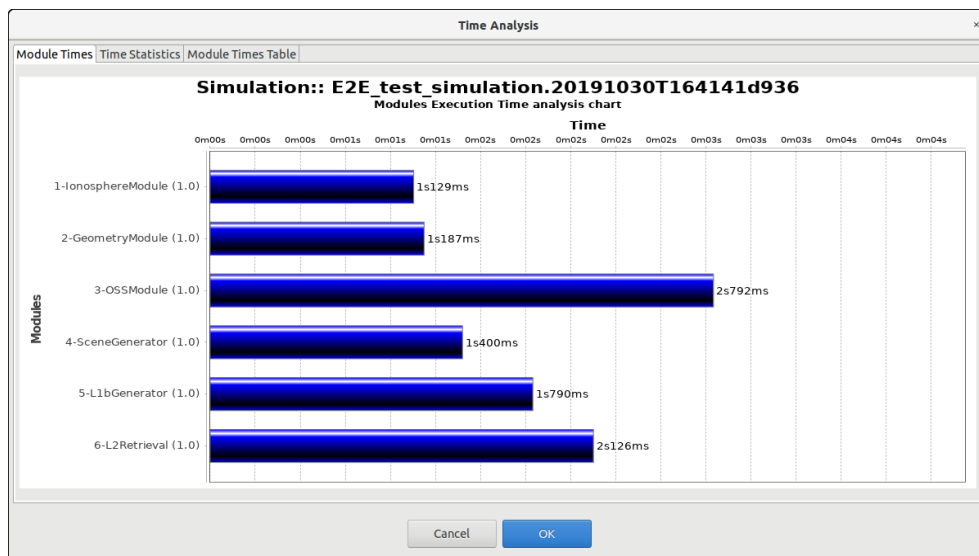 Time Analysis ×
Module Times Time Statistics Module Times Table
Simulation:: E2E_test_simulation.20191030T164141d936
Modules Execution Time analysis chart
Time
0m00s 0m00s 0m00s 0m01s 0m01s 0m01s 0m02s 0m02s 0m02s 0m02s 0m02s 0m03s 0m03s 0m03s 0m04s 0m04s 0m04s
Modules
1-IonosphereModule (1.0) 1s129ms
2-GeometryModule (1.0) 1s187ms
3-OSSModule (1.0) 2s792ms
4-SceneGenerator (1.0) 1s400ms
5-L1bGenerator (1.0) 1s790ms
6-L2Retrieval (1.0) 2s126ms
Cancel OK